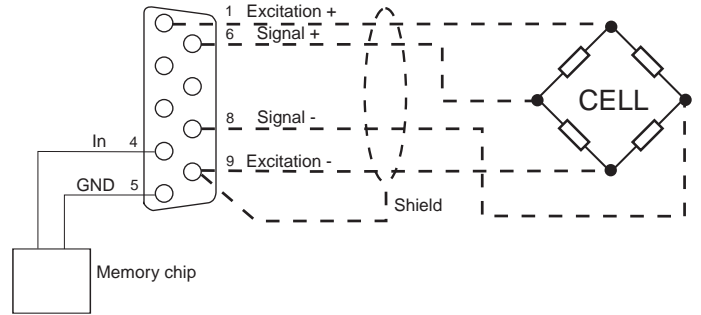 1 Excitation +
6 Signal +
CELL
8 Signal -
In 4
9 Excitation -
GND 5
Shield
Memory chip